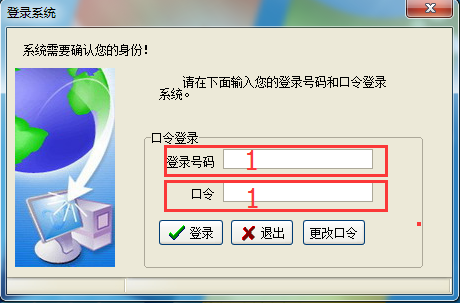 登录系统
系统需要确认您的身份!
请在下面输入您的登录号码和口令登录
系统。
口令登录
登录号码 1
口令 1
登录 退出 更改口令